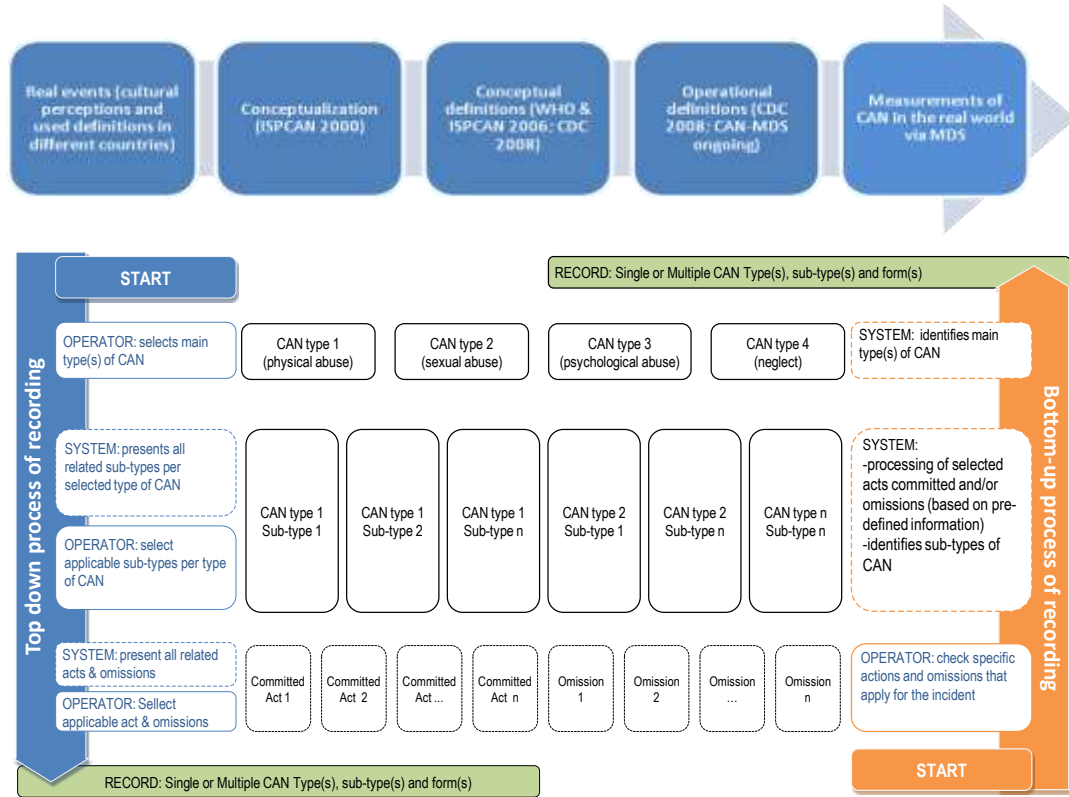 Real events (cultural
perceptions and
used definitions in
different countries)
Conceptualization
(ISPCAN 2000)
Conceptual
definitions (WHO &
ISPCAN 2006; CDC
2008)
Operational
definitions (CDC
2008; CAN-MDS
ongoing)
Measurements of
CAN in the real world
via MDS
START
RECORD: Single or Multiple CAN Type(s), sub-type(s) and form(s)
Top down process of recording
Bottom-up process of recording
OPERATOR: selects main
type(s) of CAN
CAN type 1
(physical abuse)
CAN type 2
(sexual abuse)
CAN type 3
(psychological abuse)
CAN type 4
(neglect)
SYSTEM: identifies main
type(s) of CAN
SYSTEM: presents all
related sub-types per
selected type of CAN
OPERATOR: select
applicable sub-types per type
of CAN
CAN type 1
Sub-type 1
CAN type 1
Sub-type 2
CAN type 1
Sub-type n
CAN type 2
Sub-type 1
CAN type 2
Sub-type n
CAN type n
Sub-type n
SYSTEM:
-processing of selected
acts committed and/or
omissions (based on pre-
defined information)
-identifies sub-types of
CAN
SYSTEM: present all related
acts & omissions
OPERATOR: Sellect
applicable act & omissions
Committed
Act 1
Committed
Act 2
Committed
Act ...
Committed
Act n
Omission
1
Omission
2
Omission
...
Omission
n
OPERATOR: check specific
actions and omissions that
apply for the incident
RECORD: Single or Multiple CAN Type(s), sub-type(s) and form(s)
START